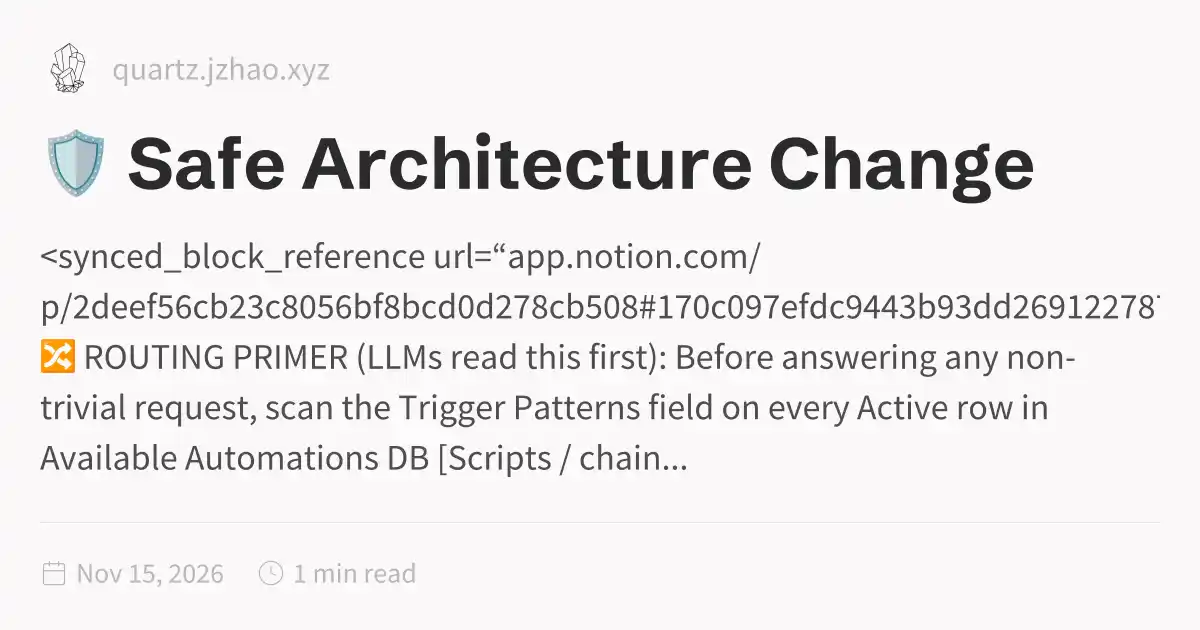 quartz.jzhao.xyz
🛡️ Safe Architecture Change
<synced_block_reference url=“app.notion.com/
p/2deef56cb23c8056bf8bcd0d278cb508#170c097efdc9443b93dd26912278
🔀 ROUTING PRIMER (LLMs read this first): Before answering any non-
trivial request, scan the Trigger Patterns field on every Active row in
Available Automations DB [Scripts / chain...
Nov 15, 2026 1 min read